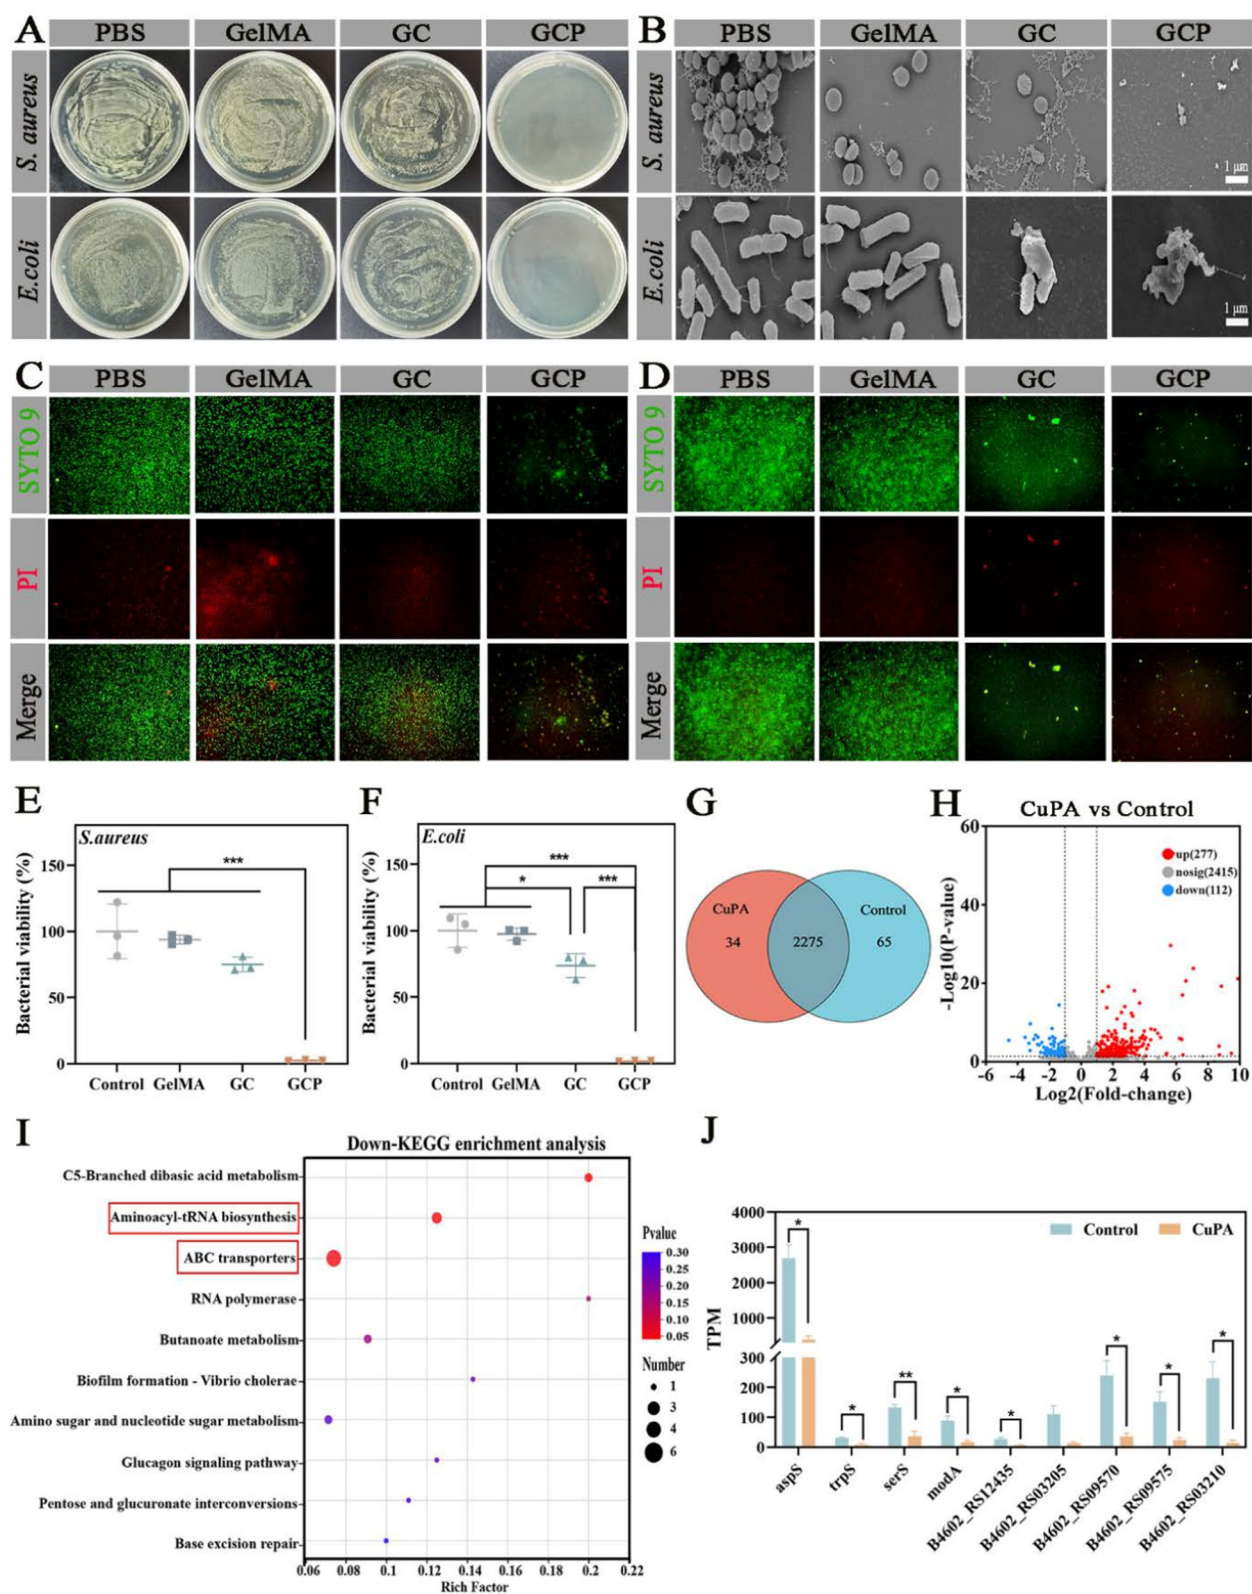 A
PBS
GelMA
GC
GCP
S. aureus
E.coli
B
PBS
GelMA
GC
GCP
S. aureus
1 μm
E.coli
1 μm
C
PBS
GelMA
GC
GCP
SYTO 9
PI
Merge
D
PBS
GelMA
GC
GCP
SYTO 9
PI
Merge
E
S.aureus
Bacterial viability (%)
150
100
50
0
***
Control
GelMA
GC
GCP
F
E.coli
Bacterial viability (%)
150
100
50
0
***
*
***
Control
GelMA
GC
GCP
G
CuPA
34
2275
Control
65
H
CuPA vs Control
-Log10(P-value)
60
40
20
0
up(277)
nosig(2415)
down(112)
-6
-4
-2
0
2
4
6
8
10
Log2(Fold-change)
I
Down-KEGG enrichment analysis
C5-Branched dibasic acid metabolism
Aminoacyl-tRNA biosynthesis
ABC transporters
RNA polymerase
Butanoate metabolism
Biofilm formation - Vibrio cholerae
Amino sugar and nucleotide sugar metabolism
Glucagon signaling pathway
Pentose and glucuronate interconversions
Base excision repair
0.06
0.08
0.10
0.12
0.14
0.16
0.18
0.2
0.22
Rich Factor
Pvalue
0.30
0.25
0.20
0.15
0.10
0.05
Number
1
3
4
6
J
TPM
4000
3000
2000
1000
300
200
100
0
Control
CuPA
*
*
**
*
*
*
*
*
aspS
trpS
serS
modA
B4602_RS12435
B4602_RS03205
B4602_RS09570
B4602_RS09575
B4602_RS03210